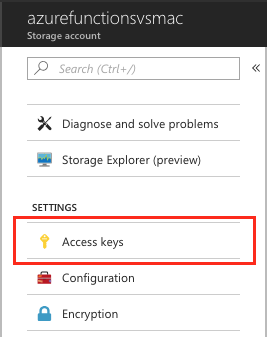 azurefunctionsvsmac
Storage account
Search (Ctrl+/)
Diagnose and solve problems
Storage Explorer (preview)
SETTINGS
Access keys
Configuration
Encryption